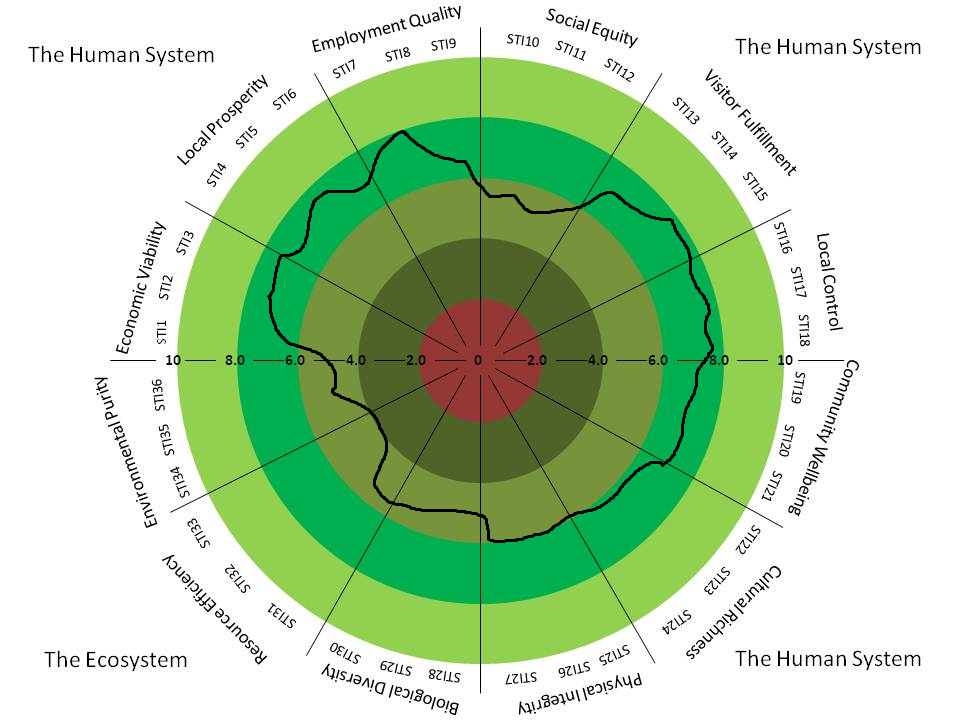 The Human System
The Human System
Employment Quality
STI7
STI8
STI9
Social Equity
STI10
STI11
STI12
Visitor Fulfillment
STI13
STI14
STI15
Local Control
STI16
STI17
STI18
Local Prosperity
STI4
STI5
STI6
Economic Viability
STI1
STI2
STI3
10
8.0
6.0
4.0
2.0
0
2.0
4.0
6.0
8.0
10
Community Wellbeing
STI19
STI20
STI21
Cultural Richness
STI22
STI23
STI24
Physical Integrity
STI25
STI26
STI27
Biological Diversity
STI28
STI29
STI30
Resource Efficiency
STI31
STI32
STI33
Environmental Purity
STI34
STI35
STI36
The Ecosystem
The Human System